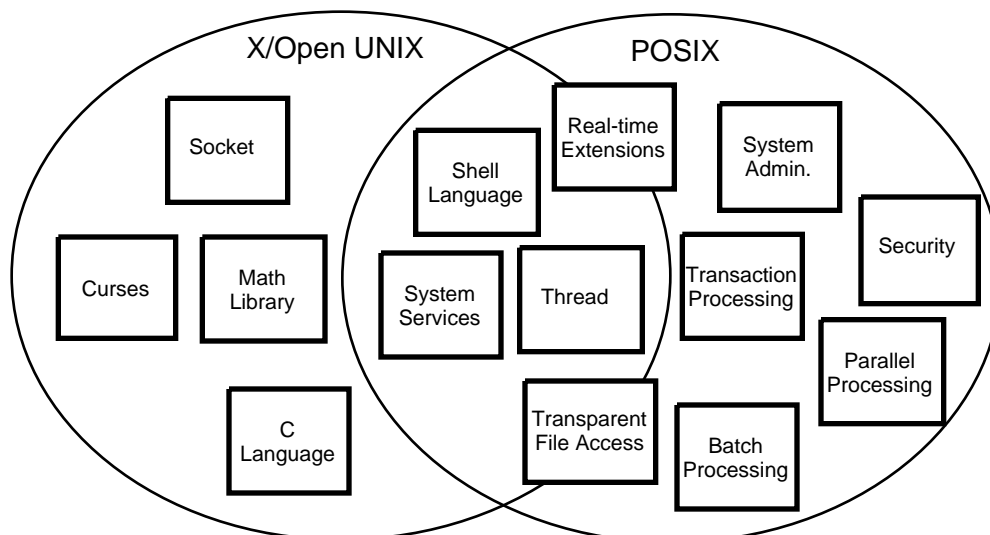 X/Open UNIX
POSIX
Socket
Curses
Math
Library
C
Language
Shell
Language
Real-time
Extensions
System
Services
Thread
Transparent
File Access
System
Admin.
Security
Transaction
Processing
Parallel
Processing
Batch
Processing